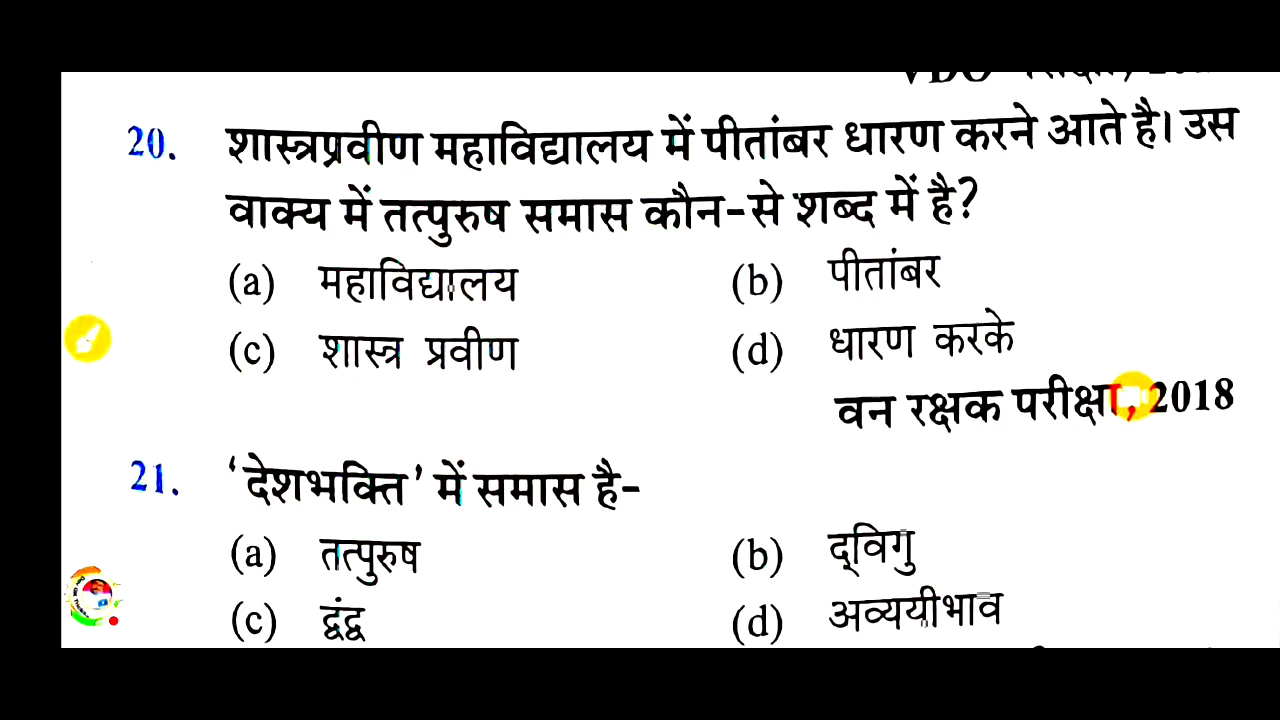 20. शास्त्रप्रवीण महाविद्यालय में पीतांबर धारण करने आते है। उस
वाक्य में तत्पुरुष समास कौन-से शब्द में है?
(a) महाविद्यालय (b) पीतांबर
(c) शास्त्र प्रवीण (d) धारण करके
वन रक्षक परीक्षा, 2018
21. 'देशभक्ति' में समास है-
(a) तत्पुरुष (b) द्‌विगु
(c) द्वंद्व (d) अव्ययीभाव